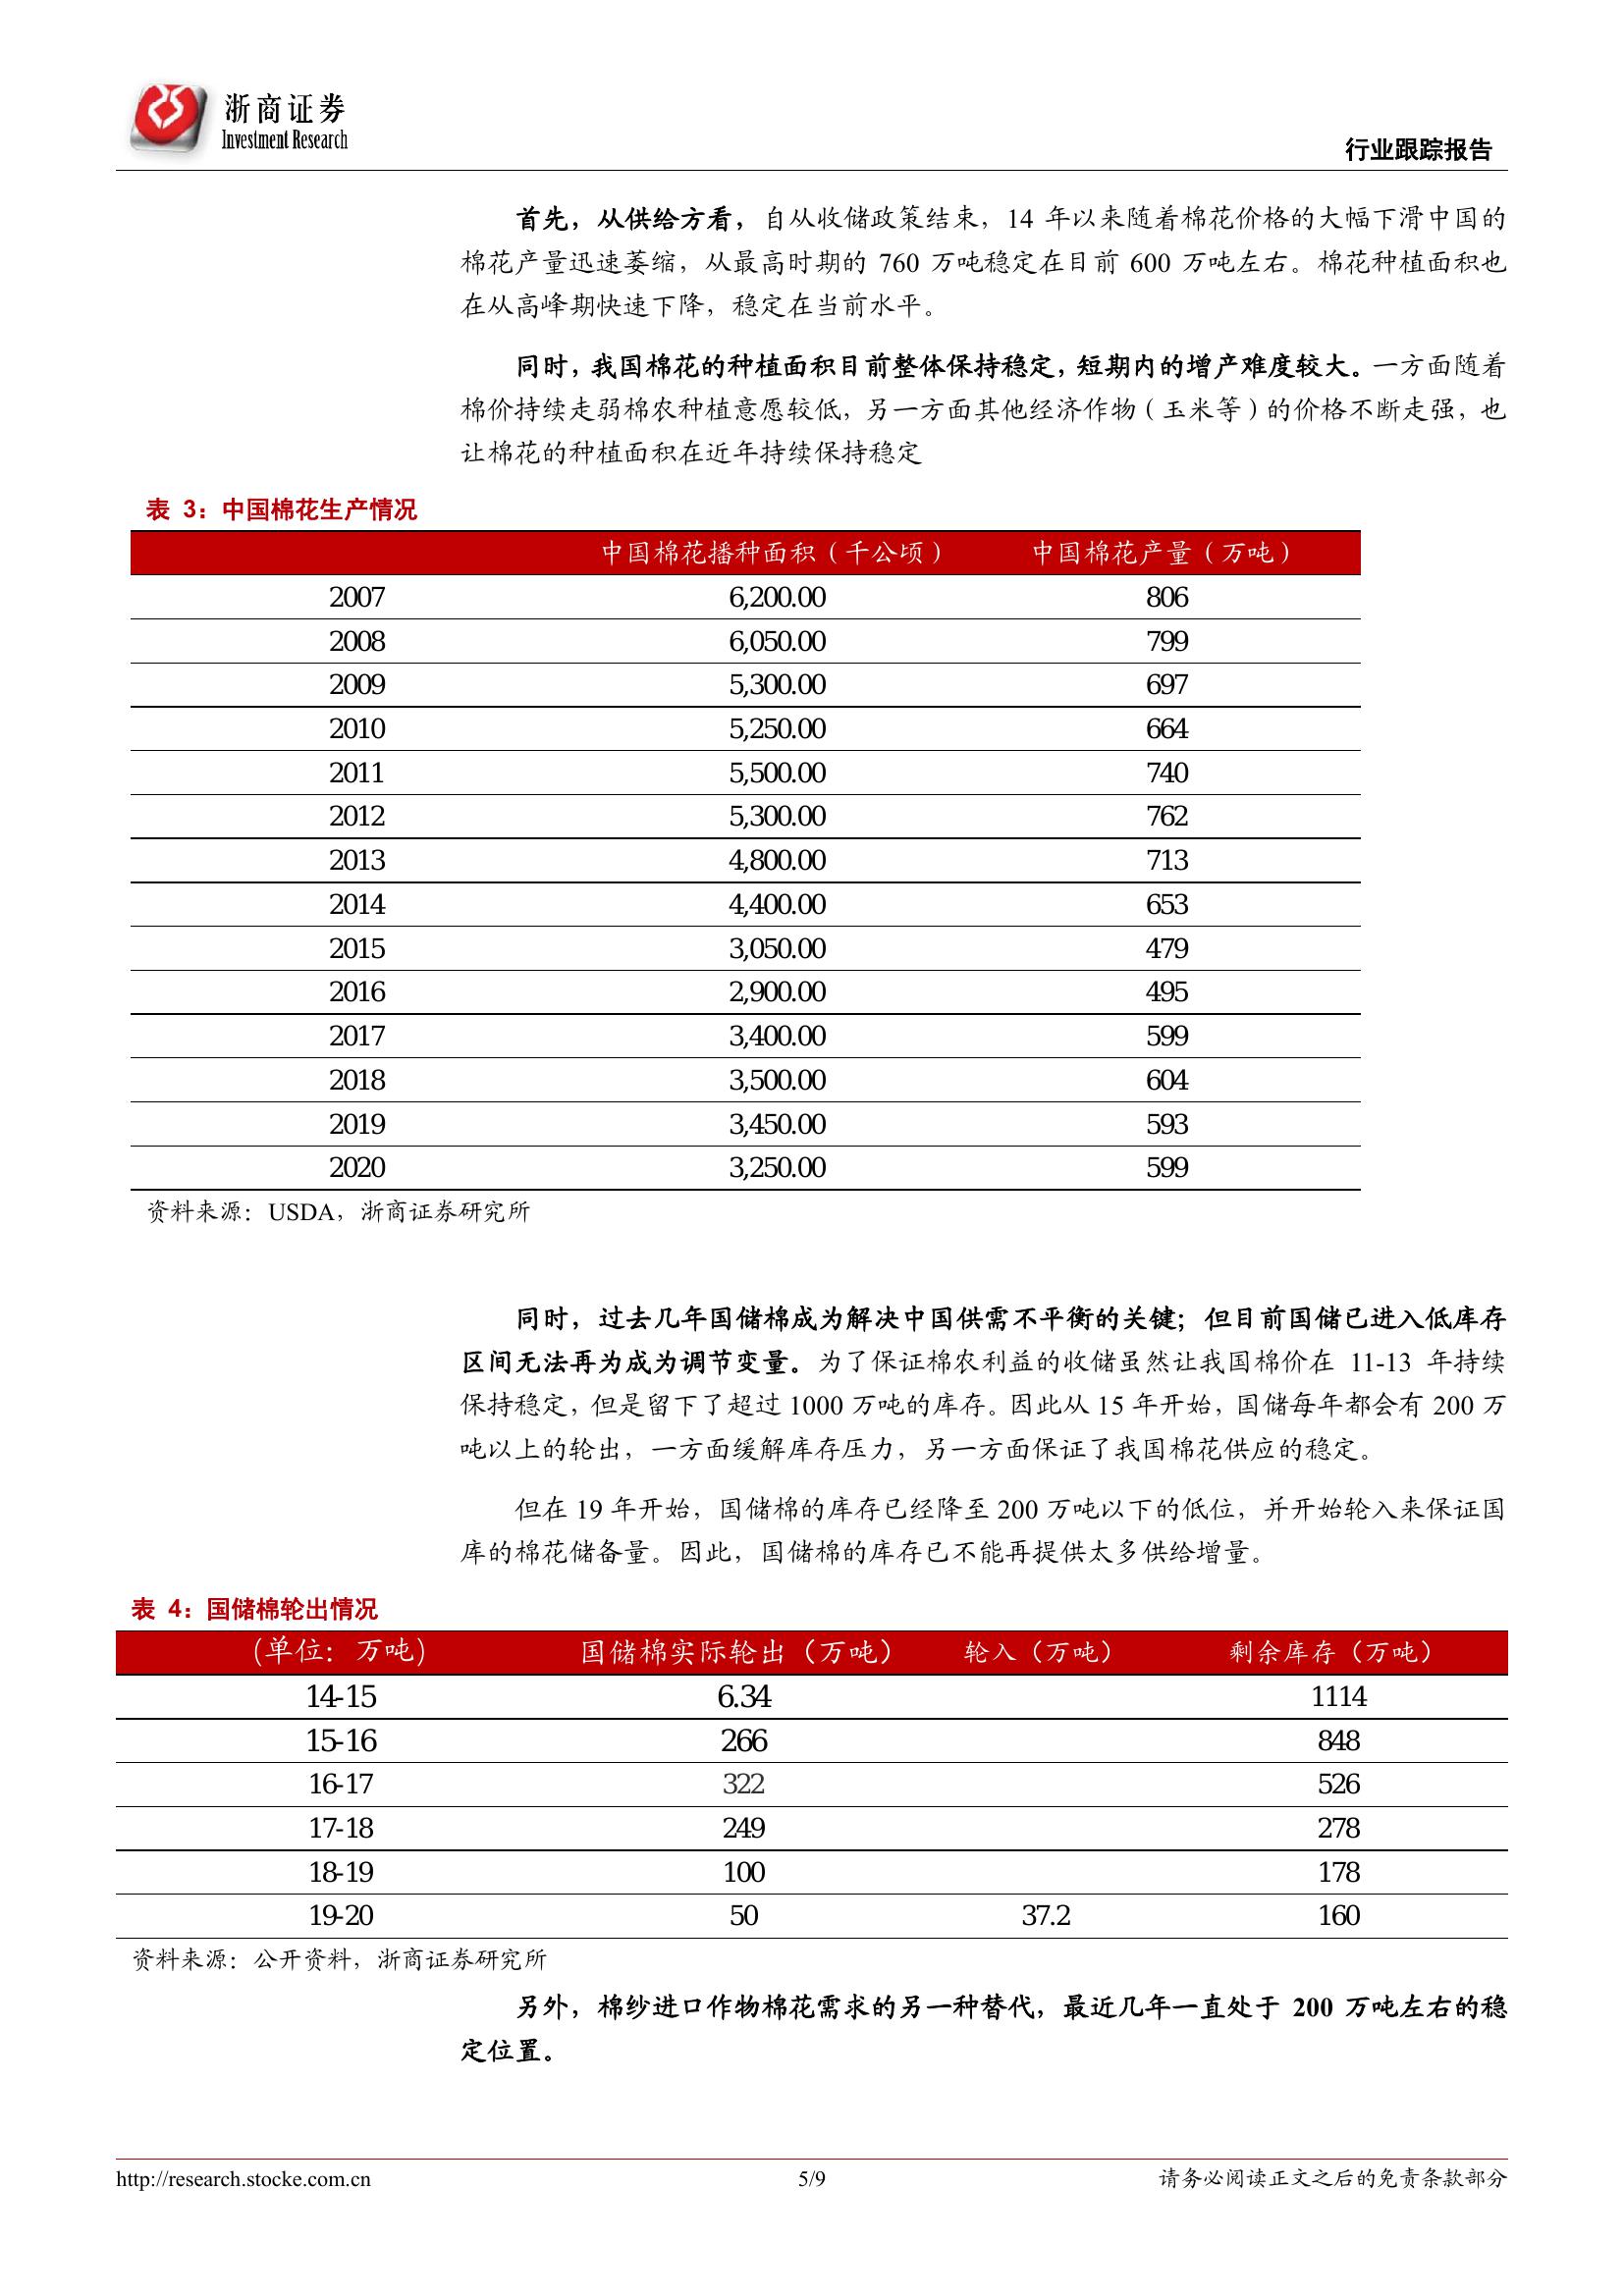 浙商证券
Investment Research
行业跟踪报告
首先，从供给方看，自从收储政策结束，14 年以来随着棉花价格的大幅下滑中国的
棉花产量迅速萎缩，从最高时期的 760 万吨稳定在目前 600 万吨左右。棉花种植面积也
在从高峰期快速下降，稳定在当前水平。
同时，我国棉花的种植面积目前整体保持稳定，短期内的增产难度较大。一方面随着
棉价持续走弱棉农种植意愿较低，另一方面其他经济作物（玉米等）的价格不断走强，也
让棉花的种植面积在近年持续保持稳定
表 3：中国棉花生产情况
中国棉花播种面积（千公顷） 中国棉花产量（万吨）
2007 6,200.00 806
2008 6,050.00 799
2009 5,300.00 697
2010 5,250.00 664
2011 5,500.00 740
2012 5,300.00 762
2013 4,800.00 713
2014 4,400.00 653
2015 3,050.00 479
2016 2,900.00 495
2017 3,400.00 599
2018 3,500.00 604
2019 3,450.00 593
2020 3,250.00 599
资料来源：USDA，浙商证券研究所
同时，过去几年国储棉成为解决中国供需不平衡的关键；但目前国储已进入低库存
区间无法再为成为调节变量。为了保证棉农利益的收储虽然让我国棉价在 11-13 年持续
保持稳定，但是留下了超过 1000 万吨的库存。因此从 15 年开始，国储每年都会有 200 万
吨以上的轮出，一方面缓解库存压力，另一方面保证了我国棉花供应的稳定。
但在 19 年开始，国储棉的库存已经降至 200 万吨以下的低位，并开始轮入来保证国
库的棉花储备量。因此，国储棉的库存已不能再提供太多供给增量。
表 4：国储棉轮出情况
(单位：万吨) 国储棉实际轮出（万吨） 轮入（万吨） 剩余库存（万吨）
14-15 6.34 1114
15-16 266 848
16-17 322 526
17-18 249 278
18-19 100 178
19-20 50 37.2 160
资料来源：公开资料，浙商证券研究所
另外，棉纱进口作物棉花需求的另一种替代，最近几年一直处于 200 万吨左右的稳
定位置。
http://research.stocke.com.cn 5/9 请务必阅读正文之后的免责条款部分